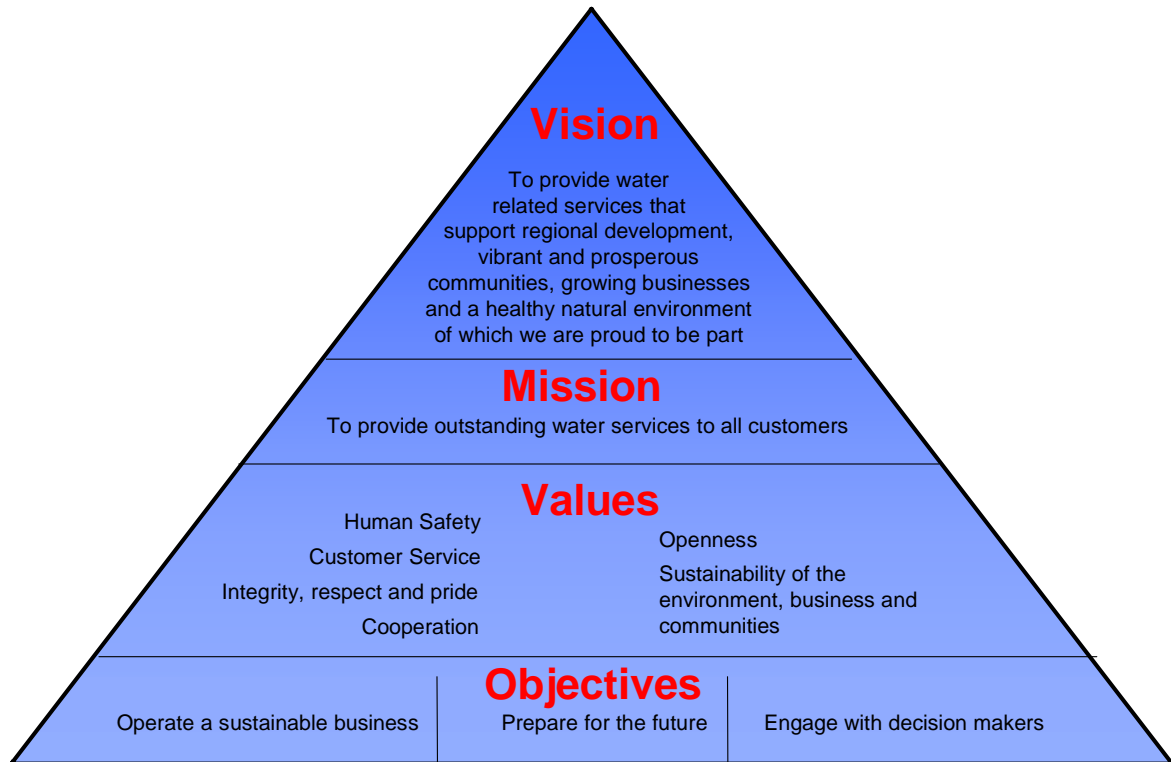 Vision
To provide water
related services that
support regional development,
vibrant and prosperous
communities, growing businesses
and a healthy natural environment
of which we are proud to be part
Mission
To provide outstanding water services to all customers
Values
Human Safety
Customer Service
Integrity, respect and pride
Cooperation
Openness
Sustainability of the
environment, business and
communities
Objectives
Operate a sustainable business
Prepare for the future
Engage with decision makers